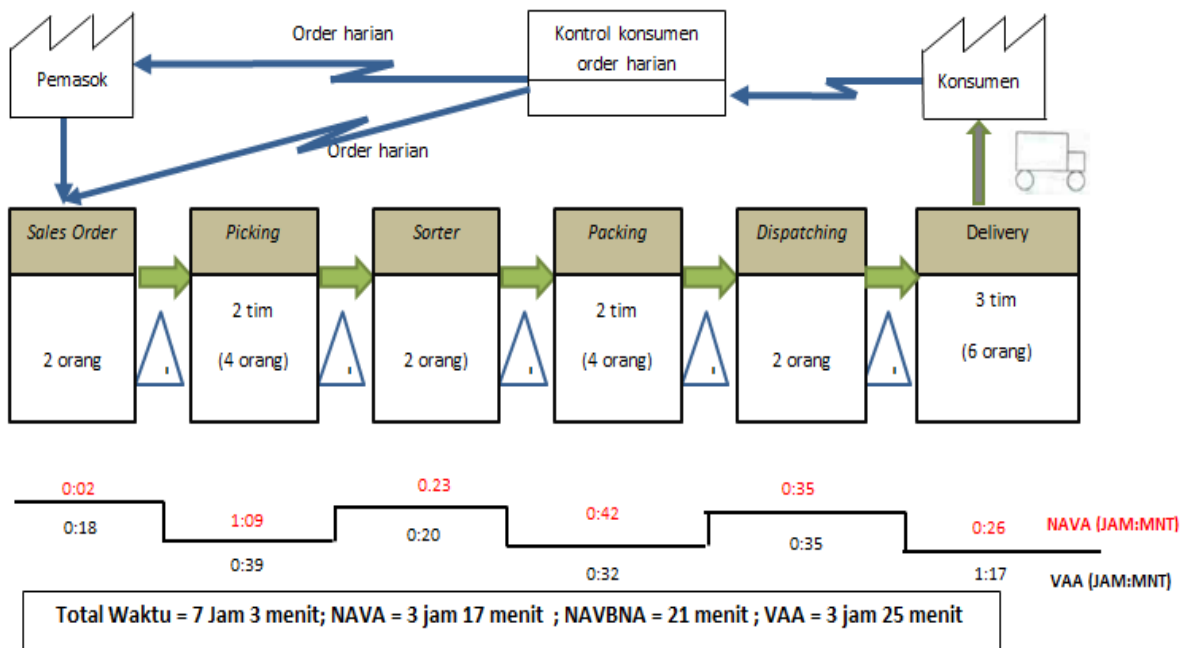 Order harian
Kontrol konsumen
order harian
Pemasok
Konsumen
Order harian
Sales Order
Picking
Sorter
Packing
Dispatching
Delivery
2 orang
2 tim
(4 orang)
2 orang)
2 tim
(4 orang)
2 orang
3 tim
(6 orang)
0:02
0:18
1:09
0:39
0.23
0:20
0:42
0:32
0:35
0:35
0:26
1:17
NAVA (JAM:MNT)
VAA (JAM:MNT)
Total Waktu = 7 Jam 3 menit; NAVA = 3 jam 17 menit ; NAVBNA = 21 menit ; VAA = 3 jam 25 menit